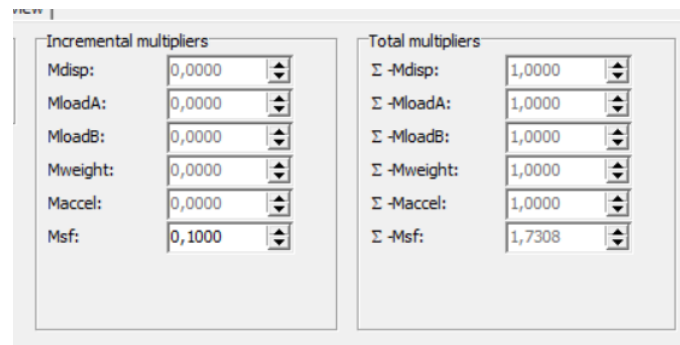 Incremental multipliers
Mdisp: 0,0000
MloadA: 0,0000
MloadB: 0,0000
Mweight: 0,0000
Maccel: 0,0000
Msf: 0,1000
Total multipliers
Σ -Mdisp: 1,0000
Σ -MloadA: 1,0000
Σ -MloadB: 1,0000
Σ -Mweight: 1,0000
Σ -Maccel: 1,0000
Σ -Msf: 1,7308